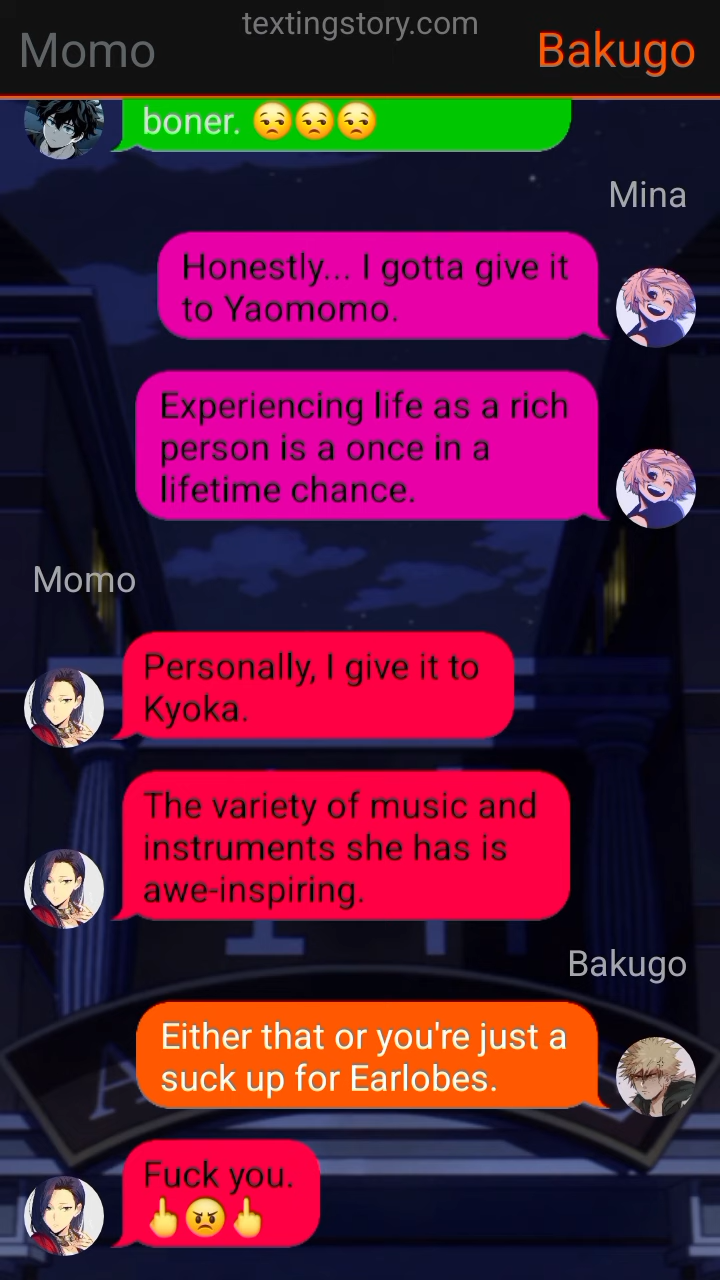 textingstory.com
Momo
Bakugo
boner. 😒😒😒
Mina
Honestly... I gotta give it
to Yaomomo.
Experiencing life as a rich
person is a once in a
lifetime chance.
Momo
Personally, I give it to
Kyoka.
The variety of music and
instruments she has is
awe-inspiring.
Bakugo
Either that or you're just a
suck up for Earlobes.
Fuck you.
🖕😠🖕